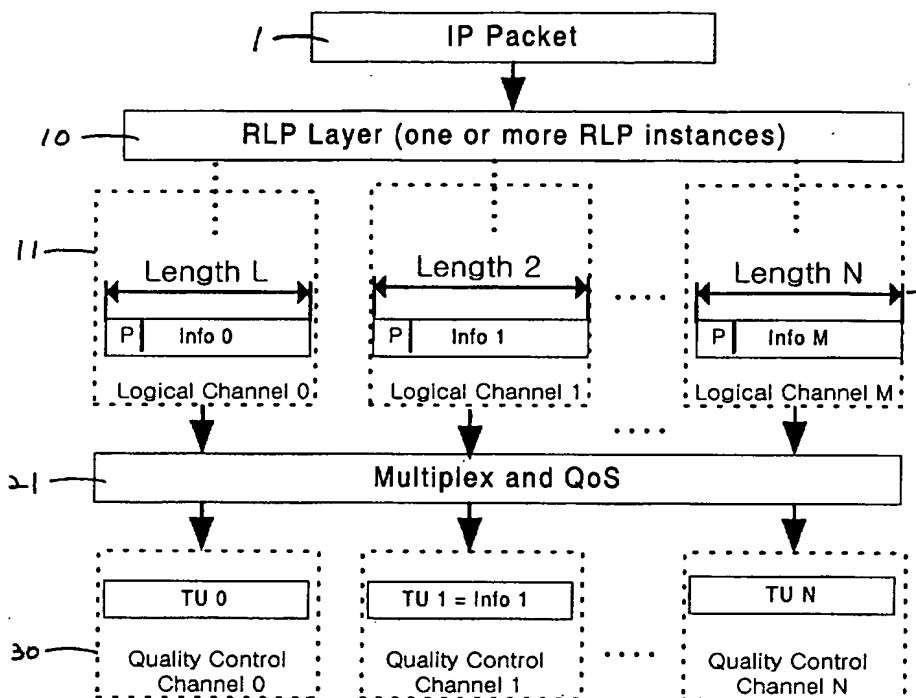 1
IP Packet
10
RLP Layer (one or more RLP instances)
11
Length L
Length 2
Length N
P Info 0
P Info 1
P Info M
Logical Channel 0
Logical Channel 1
Logical Channel M
21
Multiplex and QoS
TU 0
TU 1 = Info 1
TU N
30
Quality Control
Channel 0
Quality Control
Channel 1
Quality Control
Channel N